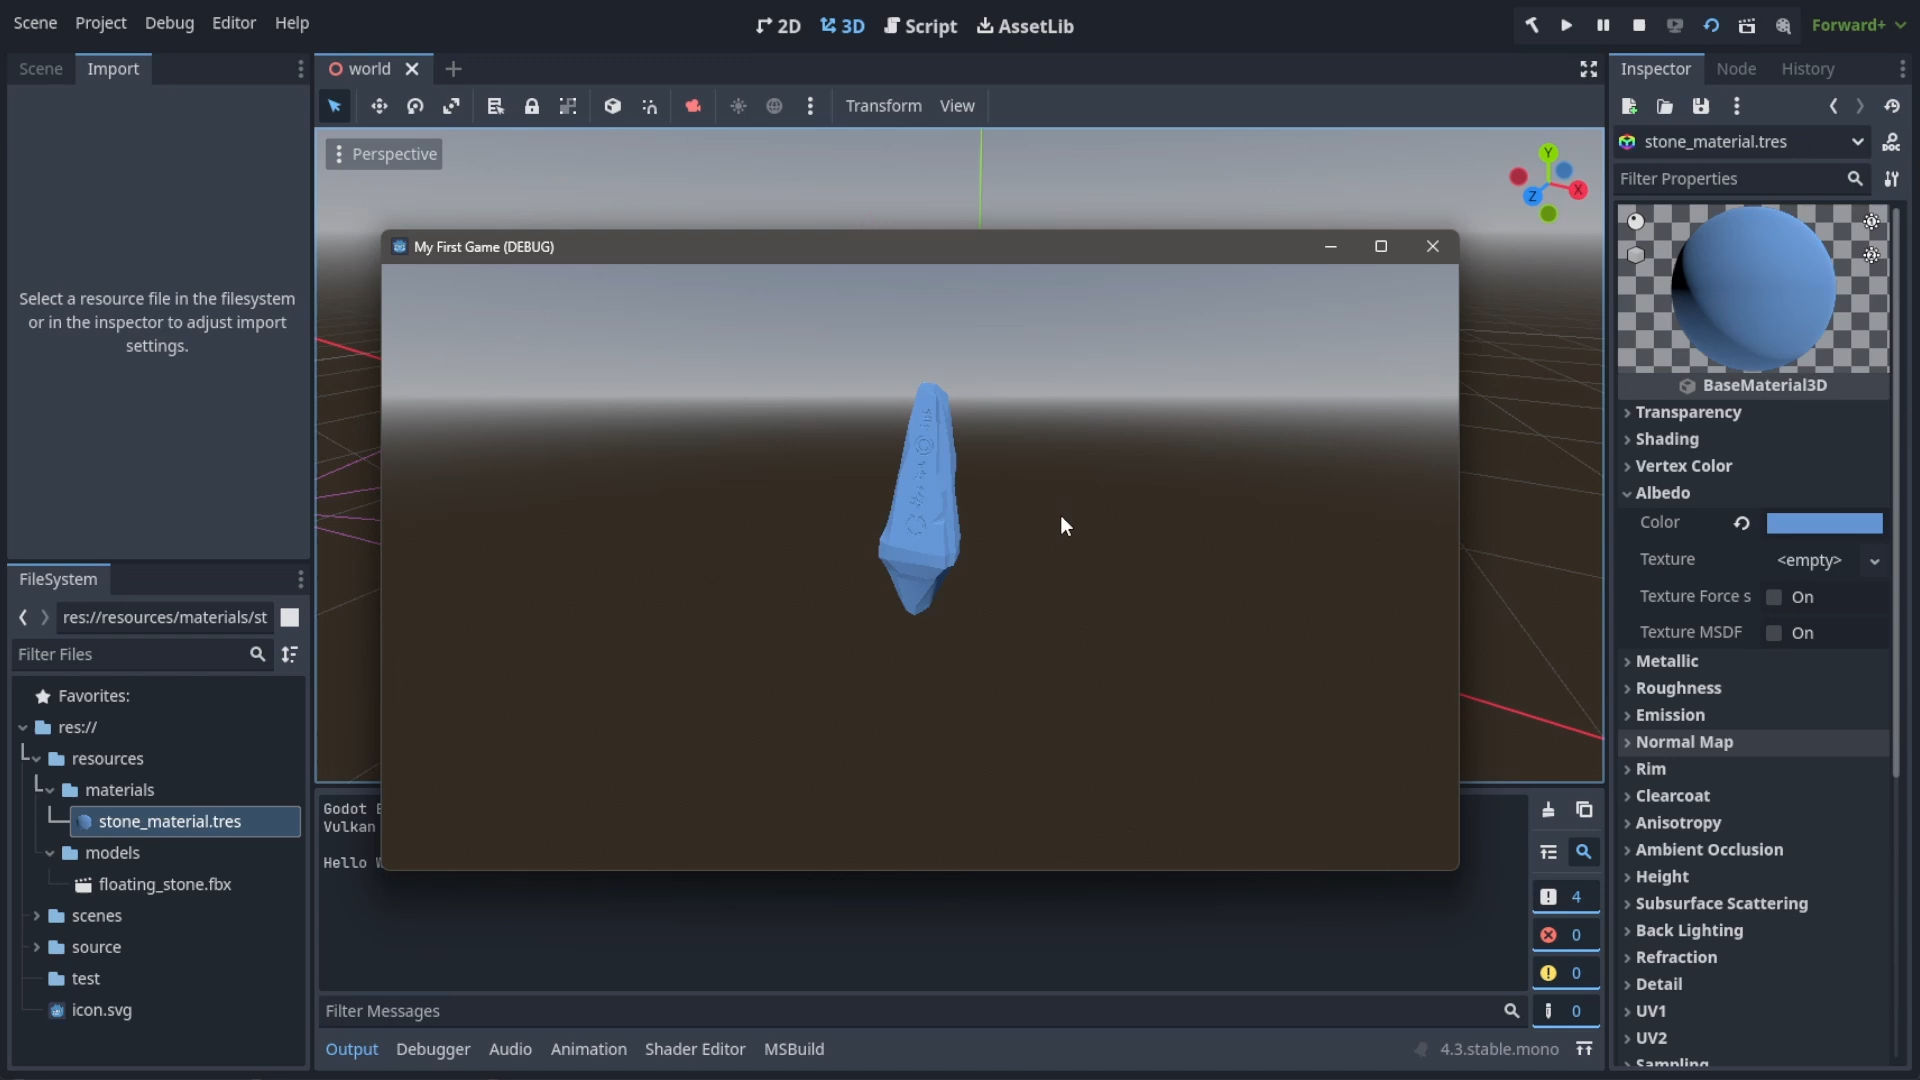 Scene Project Debug Editor Help
2D 3D Script AssetLib
Forward+
Scene Import
world
Inspector Node History
Transform View
Perspective
Y
X
Z
stone_material.tres
DOC
Filter Properties
1
2
BaseMaterial3D
Transparency
Shading
Vertex Color
Albedo
Color
Texture <empty>
Texture Force s On
Texture MSDF On
Metallic
Roughness
Emission
Normal Map
Rim
Clearcoat
Anisotropy
Ambient Occlusion
Height
Subsurface Scattering
Back Lighting
Refraction
Detail
UV1
UV2
Sampling
My First Game (DEBUG)
Select a resource file in the filesystem
or in the inspector to adjust import
settings.
FileSystem
res://resources/materials/st
Filter Files
Favorites:
res://
resources
materials
stone_material.tres
models
floating_stone.fbx
scenes
source
test
icon.svg
Godot E
Vulkan
Hello W
4
0
0
0
Filter Messages
Output Debugger Audio Animation Shader Editor MSBuild
4.3.stable.mono